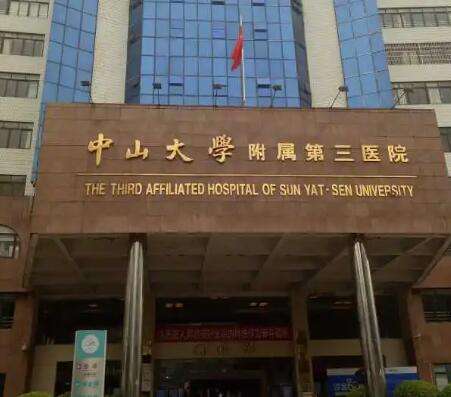 中山大學附属第三医院
THE THIRD AFFILIATED HOSPITAL OF SUN YAT-SEN UNIVERSITY